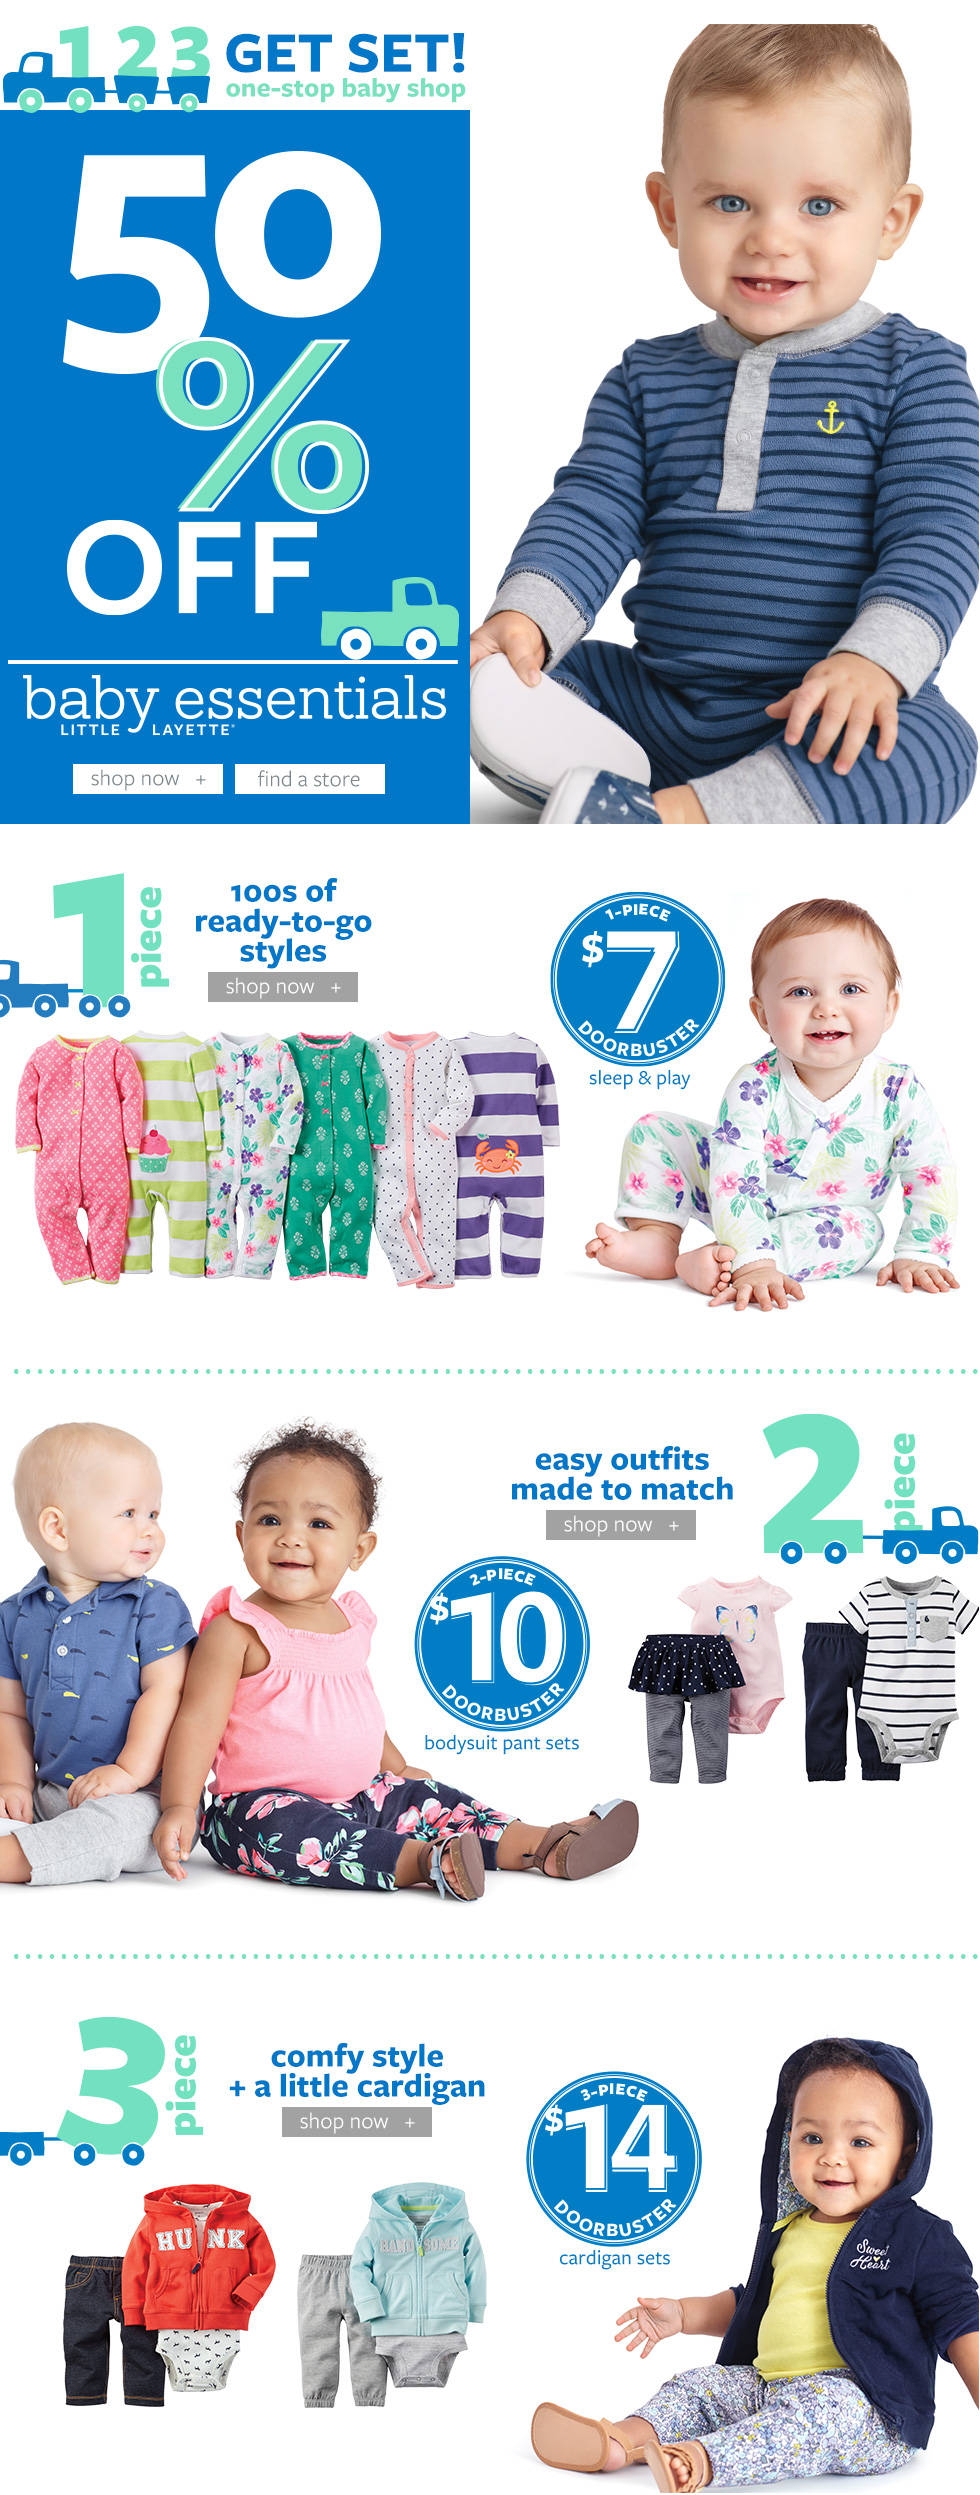 123 GET SET!
one-stop baby shop
50
%
OFF
baby essentials
LITTLE LAYETTE®
shop now +
find a store
1 piece
100s of
ready-to-go
styles
shop now +
1-PIECE
$7
DOORBUSTER
sleep & play
easy outfits
made to match
shop now +
2 piece
2-PIECE
$10
DOORBUSTER
bodysuit pant sets
3 piece
comfy style
+ a little cardigan
shop now +
3-PIECE
$14
DOORBUSTER
cardigan sets
HUNK
HANDSOME
Sweet
Heart